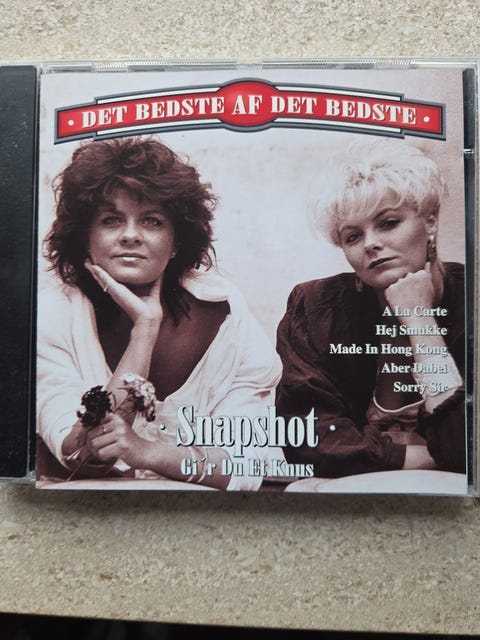 · DET BEDSTE AF DET BEDSTE ·
A La Carte
Hej Smukke
Made In Hong Kong
Aber Dabei
Sorry Sir
· Snapshot ·
Gi´r Du Et Knus